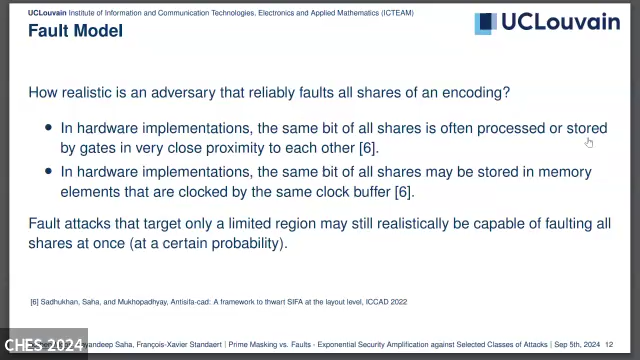 UCLouvain Institute of Information and Communication Technologies, Electronics and Applied Mathematics (ICTEAM)
Fault Model
UCLouvain
How realistic is an adversary that reliably faults all shares of an encoding?
● In hardware implementations, the same bit of all shares is often processed or stored
by gates in very close proximity to each other [6].
● In hardware implementations, the same bit of all shares may be stored in memory
elements that are clocked by the same clock buffer [6].
Fault attacks that target only a limited region may still realistically be capable of faulting all
shares at once (at a certain probability).
[6] Sadhukhan, Saha, and Mukhopadhyay, Antisifa-cad: A framework to thwart SIFA at the layout level, ICCAD 2022
Saha, François-Xavier Standaert | Prime Masking vs. Faults - Exponential Security Amplification against Selected Classes of Attacks | Sep 5th, 2024 12
CHES 2024